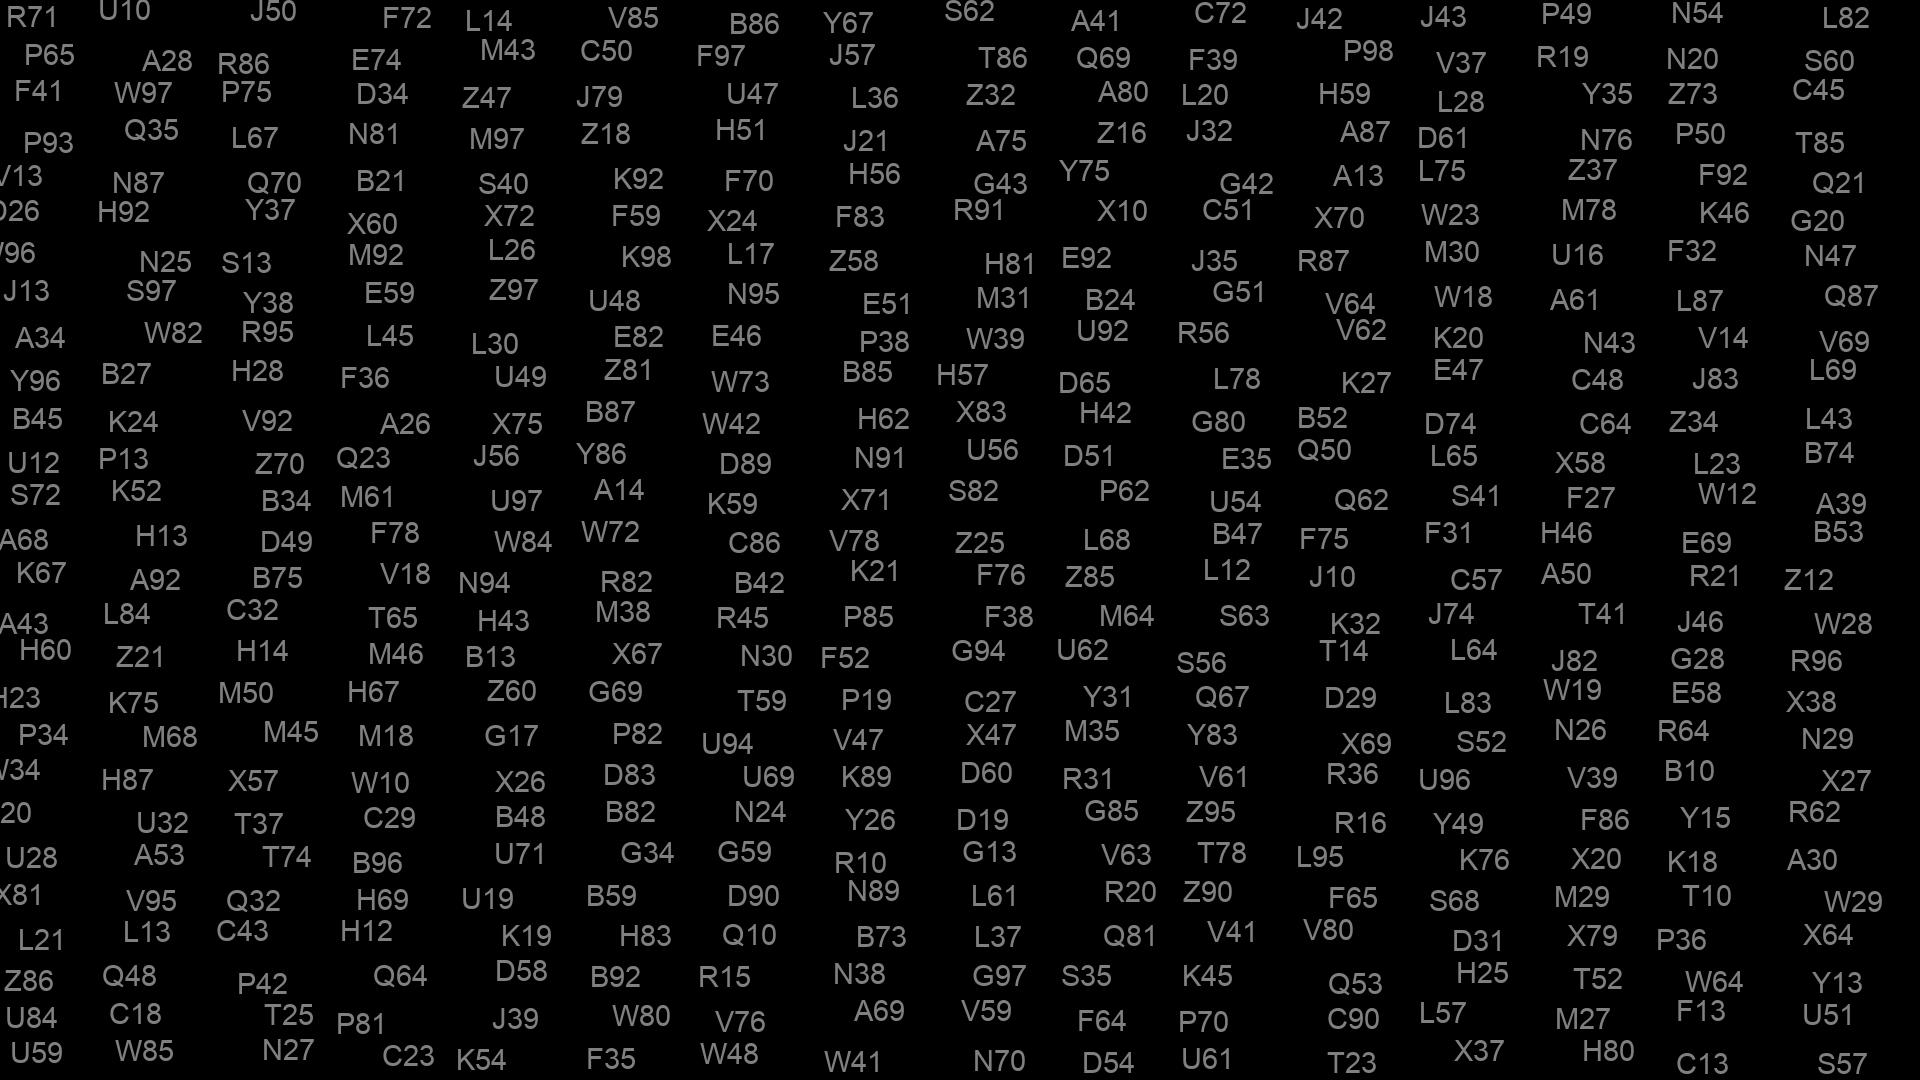 R71 U10 J50 F72 L14 V85 B86 Y67 S62 A41 C72 J42 J43 P49 N54 L82
P65 A28 R86 E74 M43 C50 F97 J57 T86 Q69 F39 P98 V37 R19 N20 S60
F41 W97 P75 D34 Z47 J79 U47 L36 Z32 A80 L20 H59 L28 Y35 Z73 C45
P93 Q35 L67 N81 M97 Z18 H51 J21 A75 Z16 J32 A87 D61 N76 P50 T85
V13 N87 Q70 B21 S40 K92 F70 H56 G43 Y75 G42 A13 L75 Z37 F92 Q21
D26 H92 Y37 X60 X72 F59 X24 F83 R91 X10 C51 X70 W23 M78 K46 G20
96 N25 S13 M92 L26 K98 L17 Z58 H81 E92 J35 R87 M30 U16 F32 N47
J13 S97 Y38 E59 Z97 U48 N95 E51 M31 B24 G51 V64 W18 A61 L87 Q87
A34 W82 R95 L45 L30 E82 E46 P38 W39 U92 R56 V62 K20 N43 V14 V69
Y96 B27 H28 F36 U49 Z81 W73 B85 H57 D65 L78 K27 E47 C48 J83 L69
B45 K24 V92 A26 X75 B87 W42 H62 X83 H42 G80 B52 D74 C64 Z34 L43
U12 P13 Z70 Q23 J56 Y86 D89 N91 U56 D51 E35 Q50 L65 X58 L23 B74
S72 K52 B34 M61 U97 A14 K59 X71 S82 P62 U54 Q62 S41 F27 W12 A39
A68 H13 D49 F78 W84 W72 C86 V78 Z25 L68 B47 F75 F31 H46 E69 B53
K67 A92 B75 V18 N94 R82 B42 K21 F76 Z85 L12 J10 C57 A50 R21 Z12
A43 L84 C32 T65 H43 M38 R45 P85 F38 M64 S63 K32 J74 T41 J46 W28
H60 Z21 H14 M46 B13 X67 N30 F52 G94 U62 S56 T14 L64 J82 G28 R96
H23 K75 M50 H67 Z60 G69 T59 P19 C27 Y31 Q67 D29 L83 W19 E58 X38
P34 M68 M45 M18 G17 P82 U94 V47 X47 M35 Y83 X69 S52 N26 R64 N29
W34 H87 X57 W10 X26 D83 U69 K89 D60 R31 V61 R36 U96 V39 B10 X27
20 U32 T37 C29 B48 B82 N24 Y26 D19 G85 Z95 R16 Y49 F86 Y15 R62
U28 A53 T74 B96 U71 G34 G59 R10 G13 V63 T78 L95 K76 X20 K18 A30
X81 V95 Q32 H69 U19 B59 D90 N89 L61 R20 Z90 F65 S68 M29 T10 W29
L21 L13 C43 H12 K19 H83 Q10 B73 L37 Q81 V41 V80 D31 X79 P36 X64
Z86 Q48 P42 Q64 D58 B92 R15 N38 G97 S35 K45 Q53 H25 T52 W64 Y13
U84 C18 T25 P81 J39 W80 V76 A69 V59 F64 P70 C90 L57 M27 F13 U51
U59 W85 N27 C23 K54 F35 W48 W41 N70 D54 U61 T23 X37 H80 C13 S57